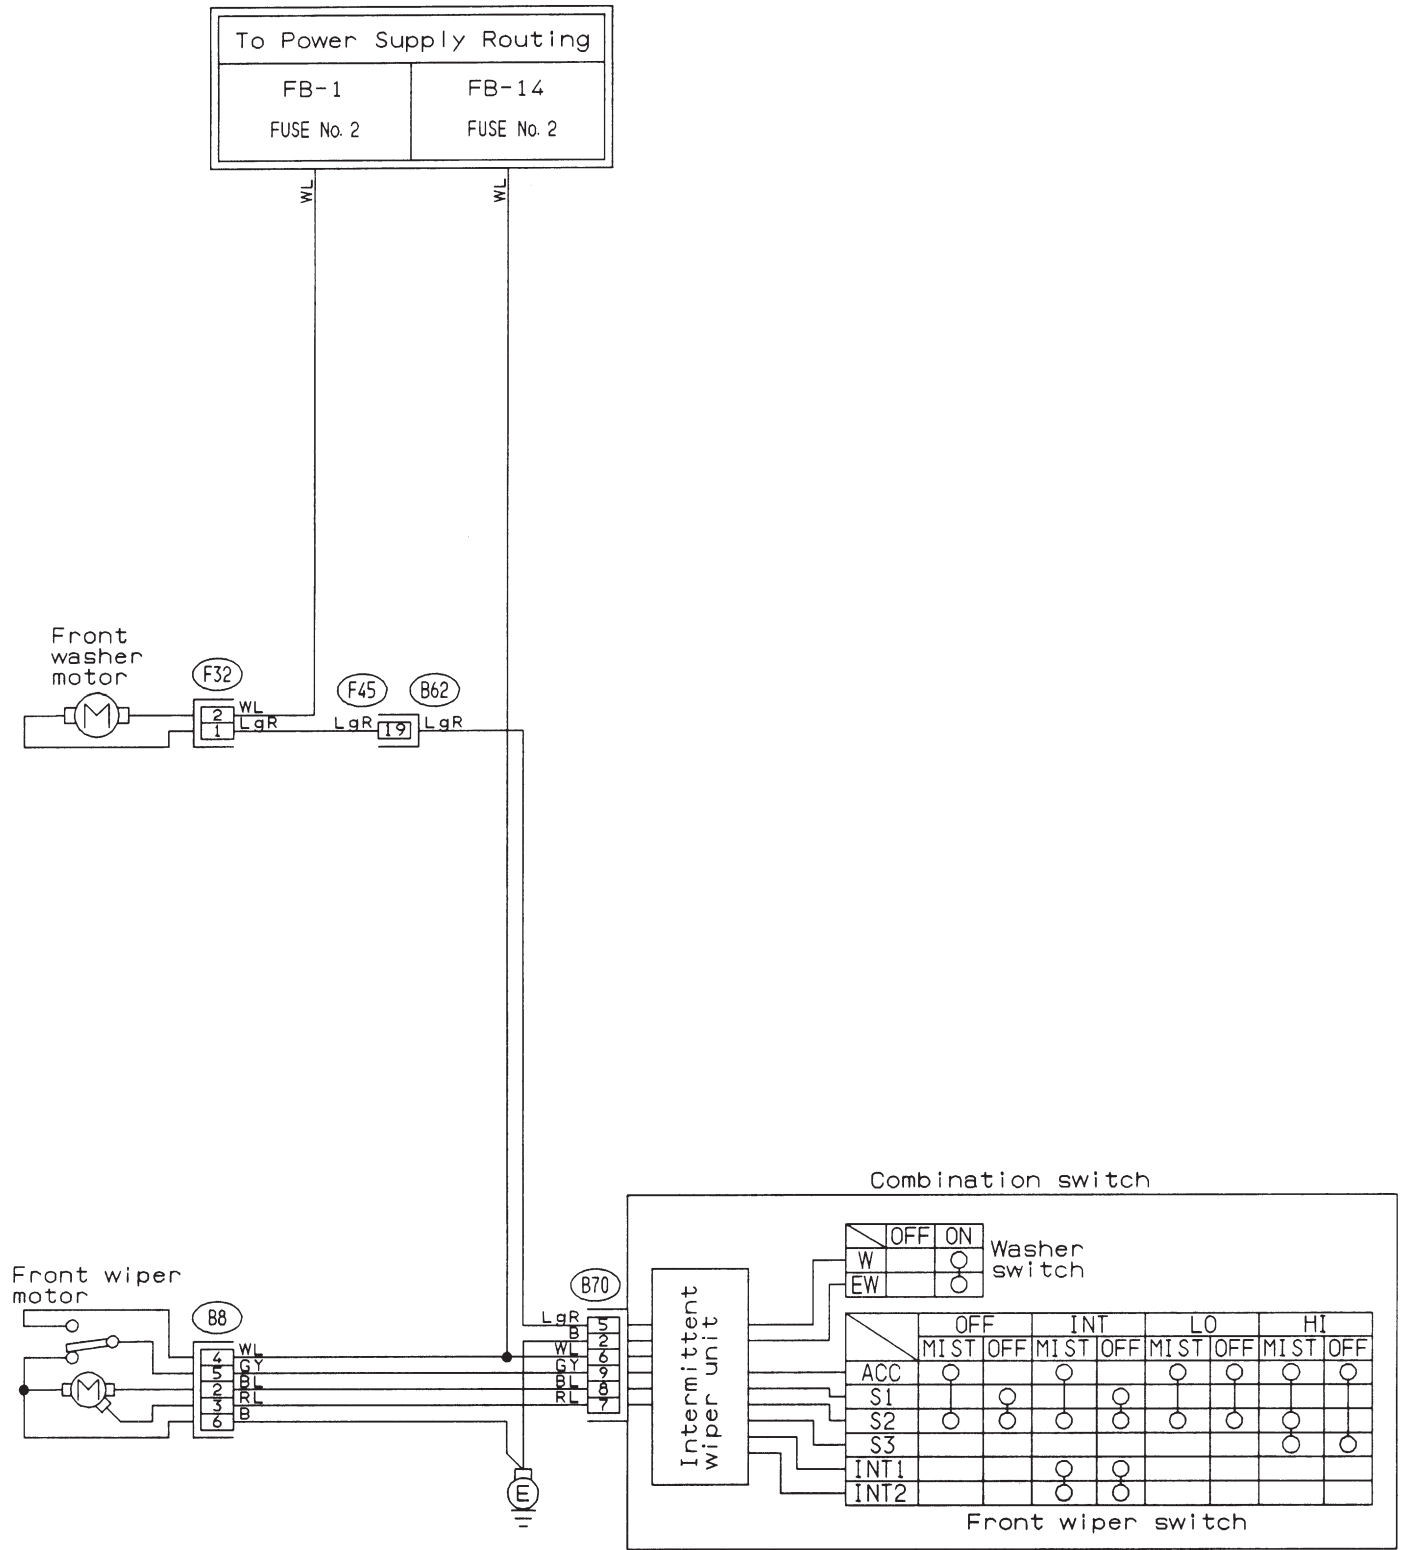 To Power Supply Routing
FB-1
FB-14
FUSE No. 2
FUSE No. 2
WL
WL
Front
washer
motor
F32
F45
B62
2
WL
1
LgR
LgR
19
LgR
Combination switch
OFF
ON
W
EW
Washer
switch
Front wiper
motor
B8
B70
4
WL
5
GY
2
BL
3
RL
6
B
LgR
5
B
2
WL
6
GY
9
BL
8
RL
7
Intermittent
wiper unit
OFF
INT
LO
HI
MIST
OFF
MIST
OFF
MIST
OFF
MIST
OFF
ACC
S1
S2
S3
INT1
INT2
Front wiper switch
M
M
E